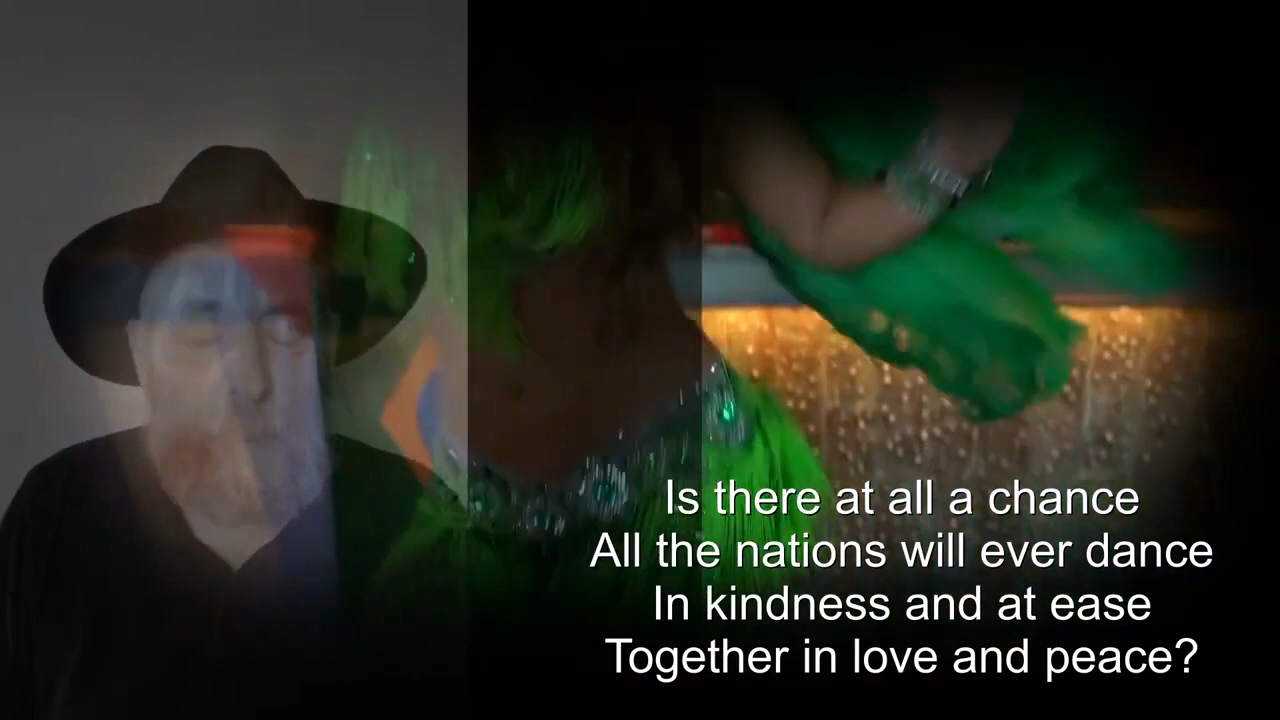 Is there at all a chance
All the nations will ever dance
In kindness and at ease
Together in love and peace?